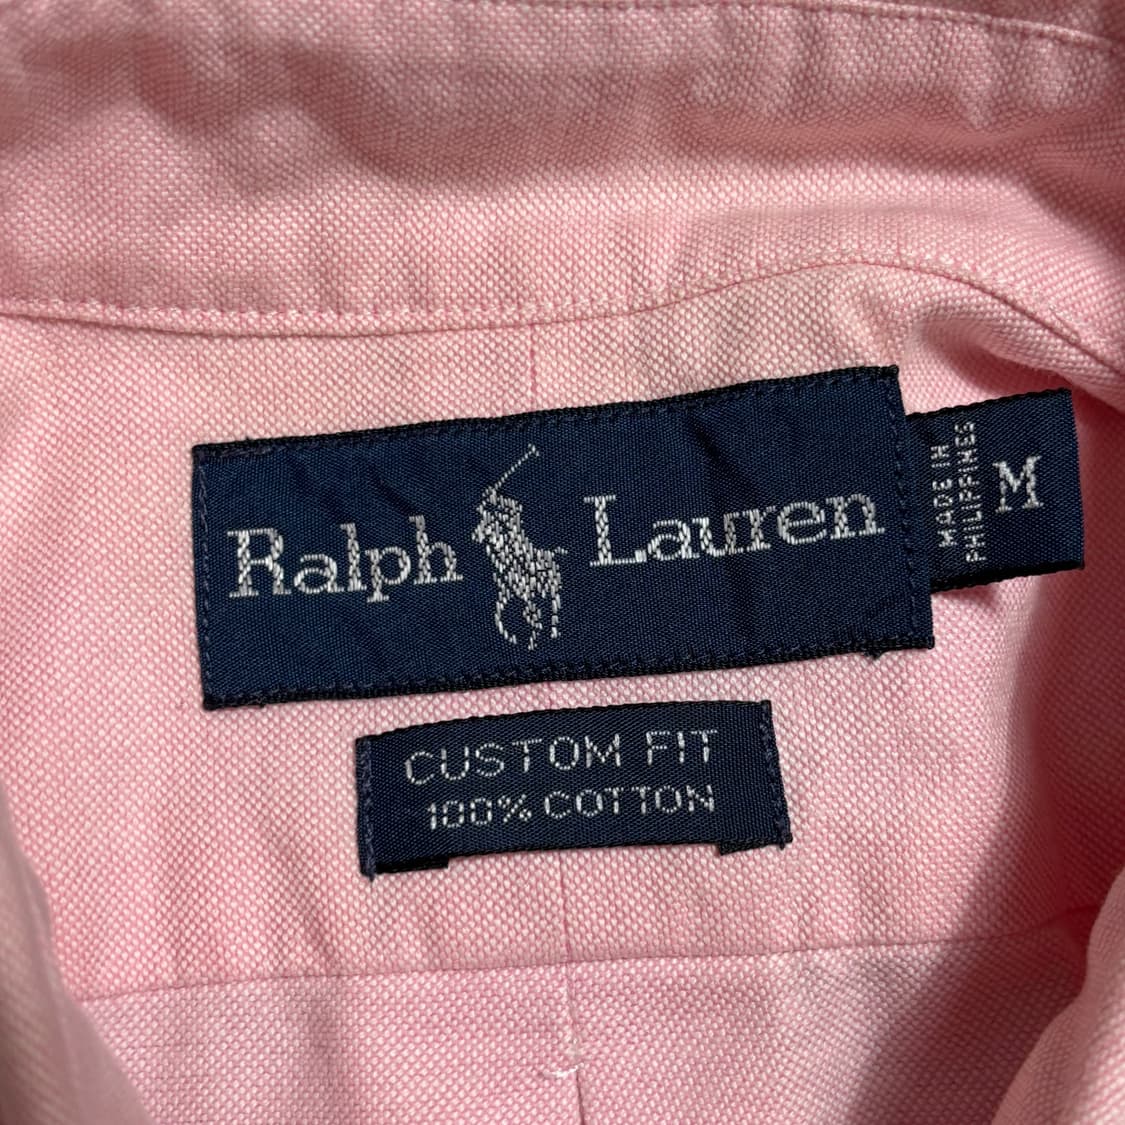 Ralph Lauren
MADE IN
PHILIPPINES
M
CUSTOM FIT
100% COTTON